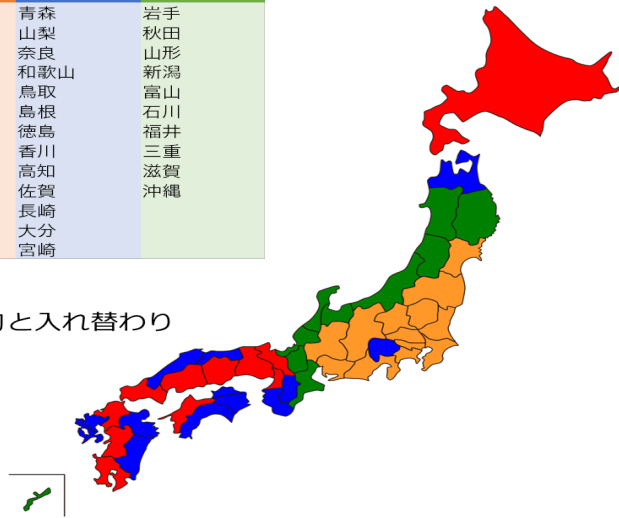 青森 岩手
山梨 秋田
奈良 山形
和歌山 新潟
鳥取 富山
島根 石川
徳島 福井
香川 三重
高知 滋賀
佐賀 沖縄
長崎
大分
宮崎
と入れ替わり